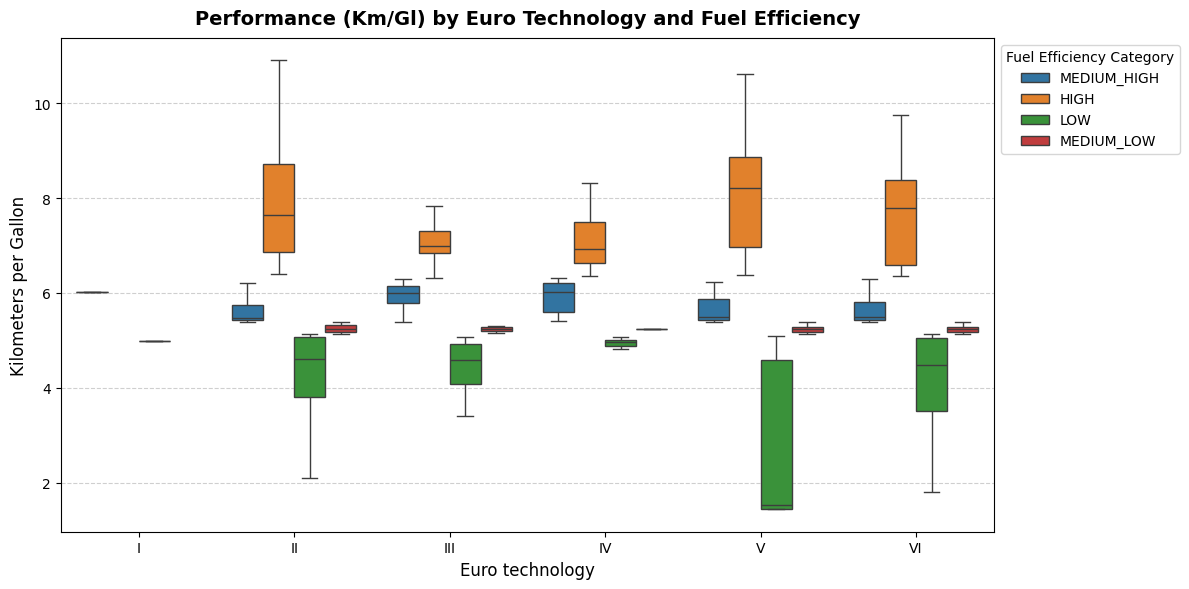 Performance (Km/Gl) by Euro Technology and Fuel Efficiency
Kilometers per Gallon
10
8
6
4
2
I II III IV V VI
Euro technology
Fuel Efficiency Category
MEDIUM_HIGH
HIGH
LOW
MEDIUM_LOW